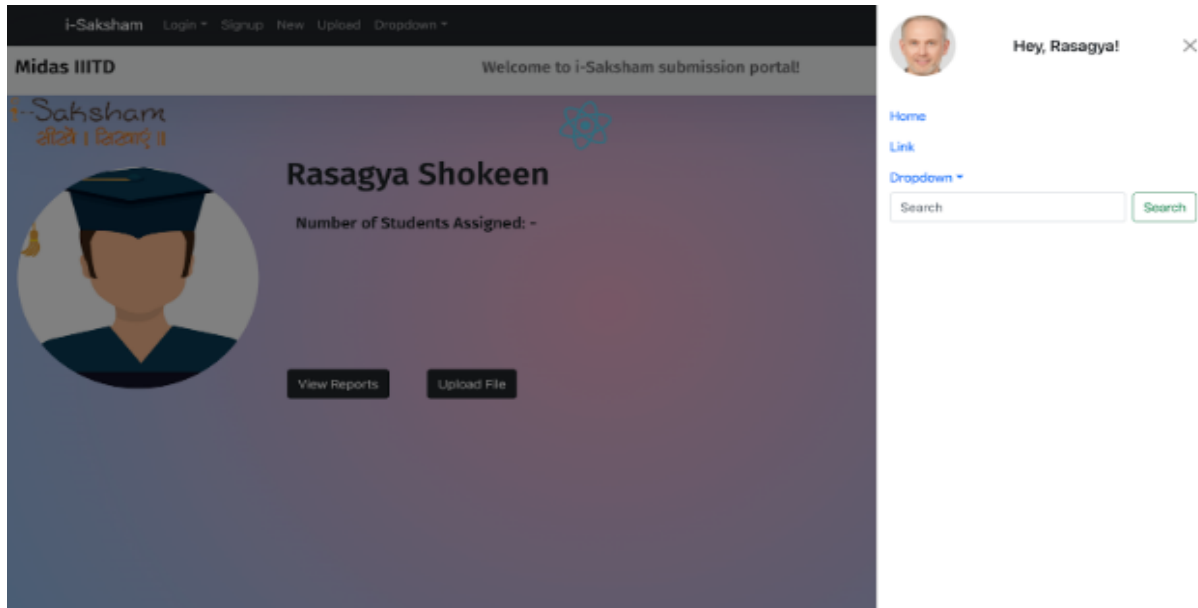 i-Saksham Login Signup New Upload Dropdown
Midas IIITD
Welcome to i-Saksham submission portal!
i-Saksham
सीखें । सिखाएं ॥
Rasagya Shokeen
Number of Students Assigned: -
View Reports
Upload File
Hey, Rasagya!
Home
Link
Dropdown
Search
Search